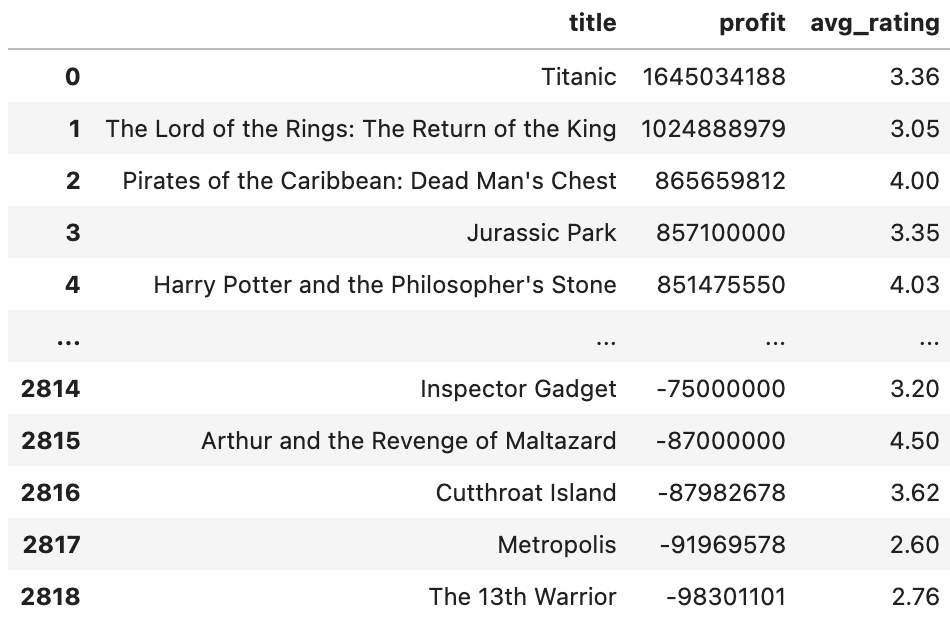 title profit avg_rating
0 Titanic 1645034188 3.36
1 The Lord of the Rings: The Return of the King 1024888979 3.05
2 Pirates of the Caribbean: Dead Man's Chest 865659812 4.00
3 Jurassic Park 857100000 3.35
4 Harry Potter and the Philosopher's Stone 851475550 4.03
... ... ... ...
2814 Inspector Gadget -75000000 3.20
2815 Arthur and the Revenge of Maltazard -87000000 4.50
2816 Cutthroat Island -87982678 3.62
2817 Metropolis -91969578 2.60
2818 The 13th Warrior -98301101 2.76